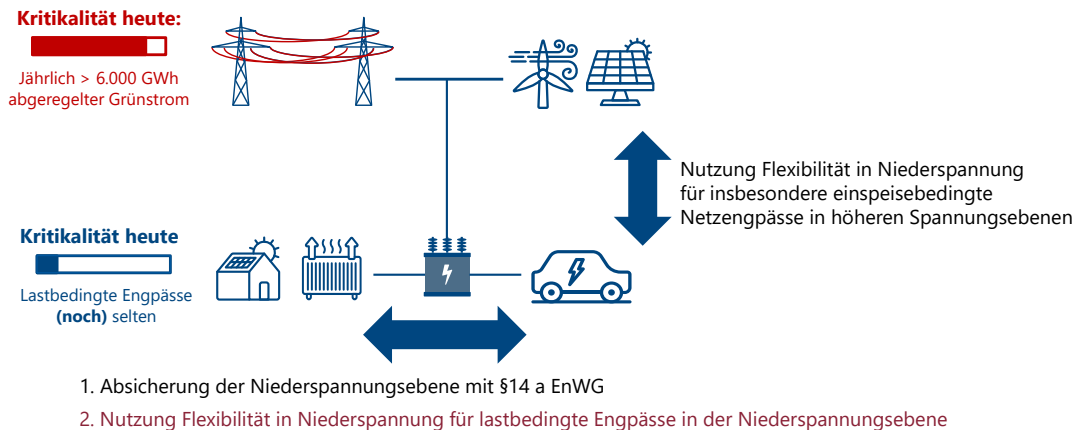 Kritikalität heute:
Jährlich > 6.000 GWh
abgeregelter Grünstrom
Nutzung Flexibilität in Niederspannung
für insbesondere einspeisebedingte
Netzengpässe in höheren Spannungsebenen
Kritikalität heute
Lastbedingte Engpässe
(noch) selten
1. Absicherung der Niederspannungsebene mit §14 a EnWG
2. Nutzung Flexibilität in Niederspannung für lastbedingte Engpässe in der Niederspannungsebene